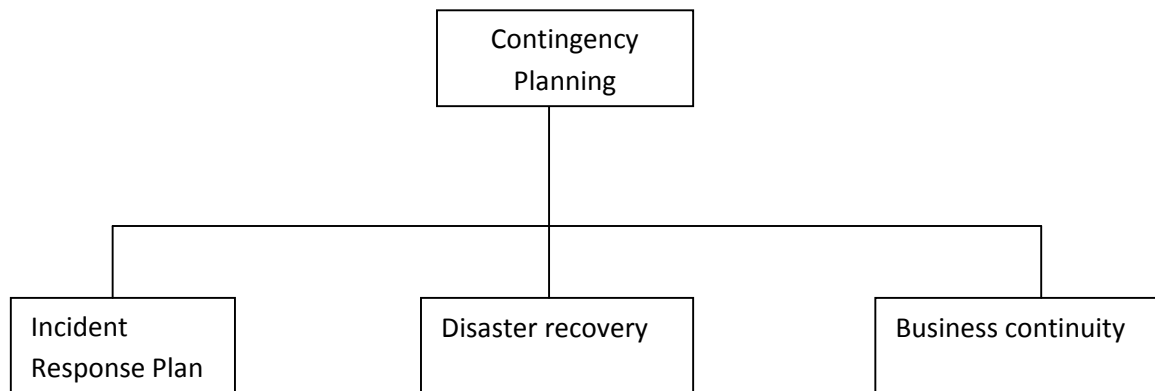 Contingency
Planning
Incident
Response Plan
Disaster recovery
Business continuity